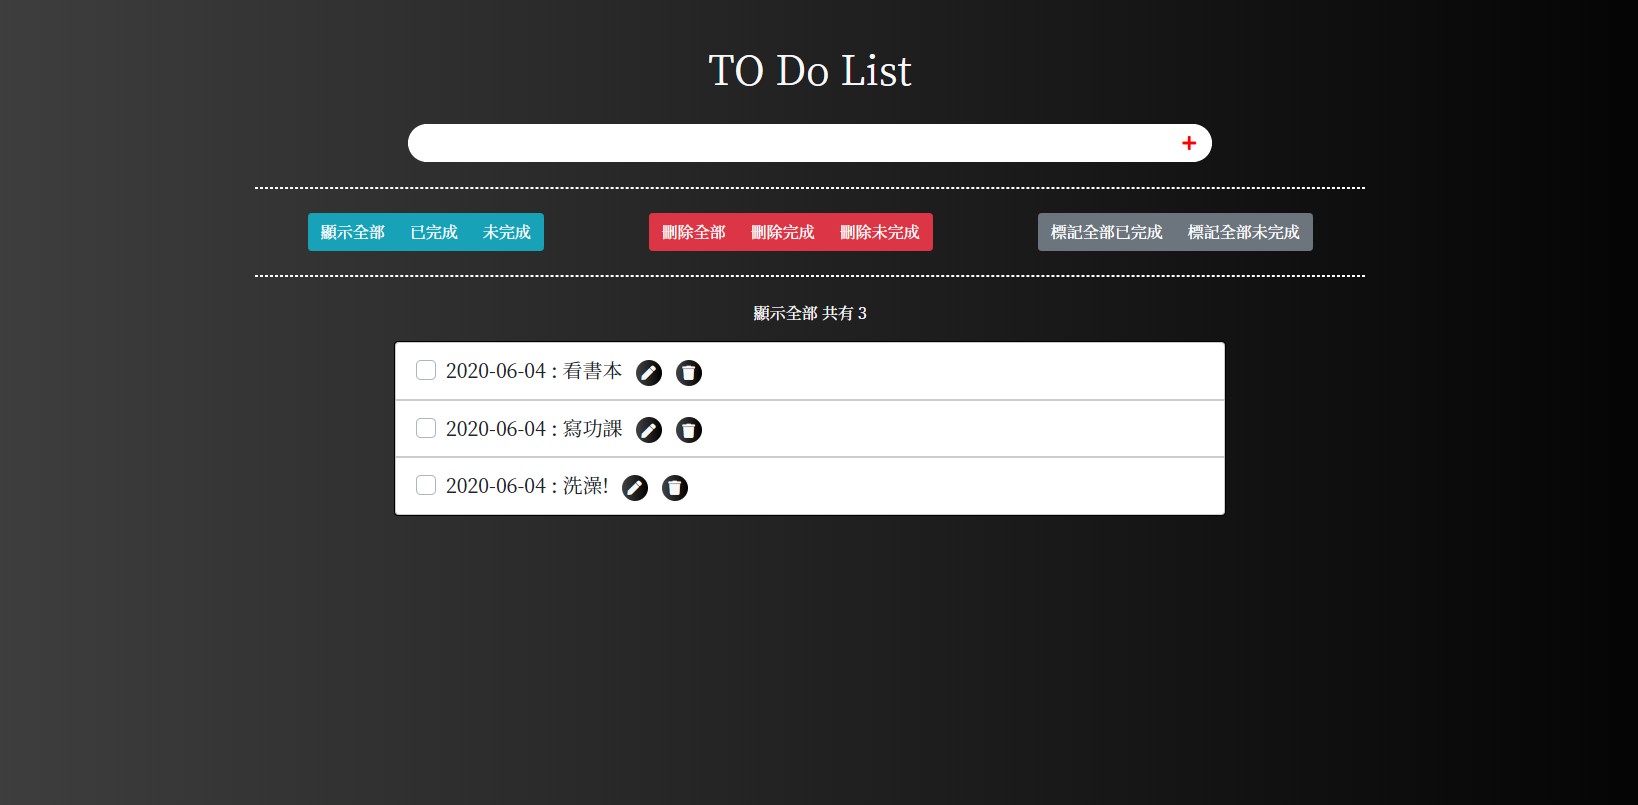 TO Do List
顯示全部 已完成 未完成 刪除全部 刪除完成 刪除未完成 標記全部已完成 標記全部未完成
顯示全部 共有 3
2020-06-04 : 看書本
2020-06-04 : 寫功課
2020-06-04 : 洗澡!